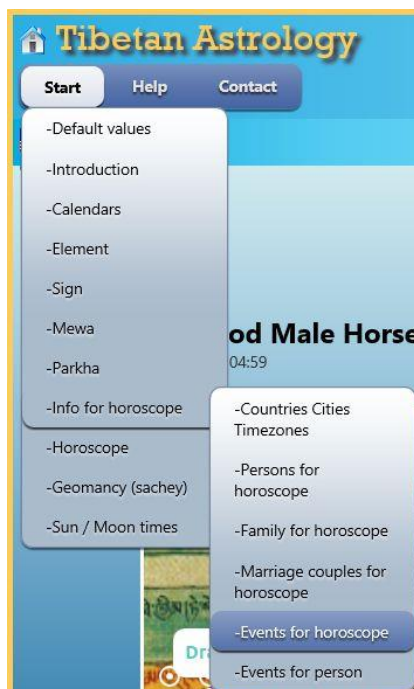 Tibetan Astrology
Start Help Contact
-Default values
-Introduction
-Calendars
-Element
-Sign
-Mewa
-Parkha
-Info for horoscope
-Horoscope
-Geomancy (sachey)
-Sun / Moon times
od Male Horse
04:59
-Countries Cities
Timezones
-Persons for
horoscope
-Family for horoscope
-Marriage couples for
horoscope
-Events for horoscope
-Events for person
Dra